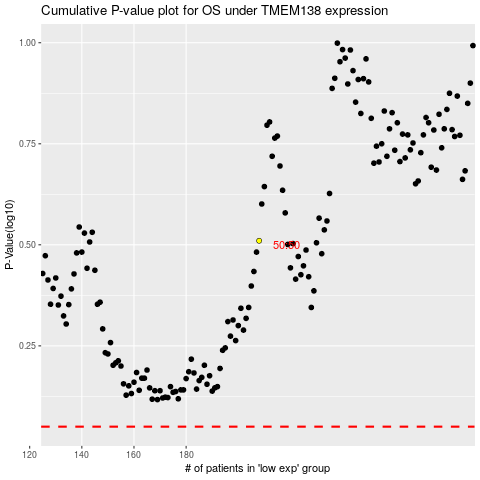 Cumulative P-value plot for OS under TMEM138 expression
P-Value(log10)
1.00
0.75
0.50
0.25
50.00
120 140 160 180
# of patients in 'low exp' group